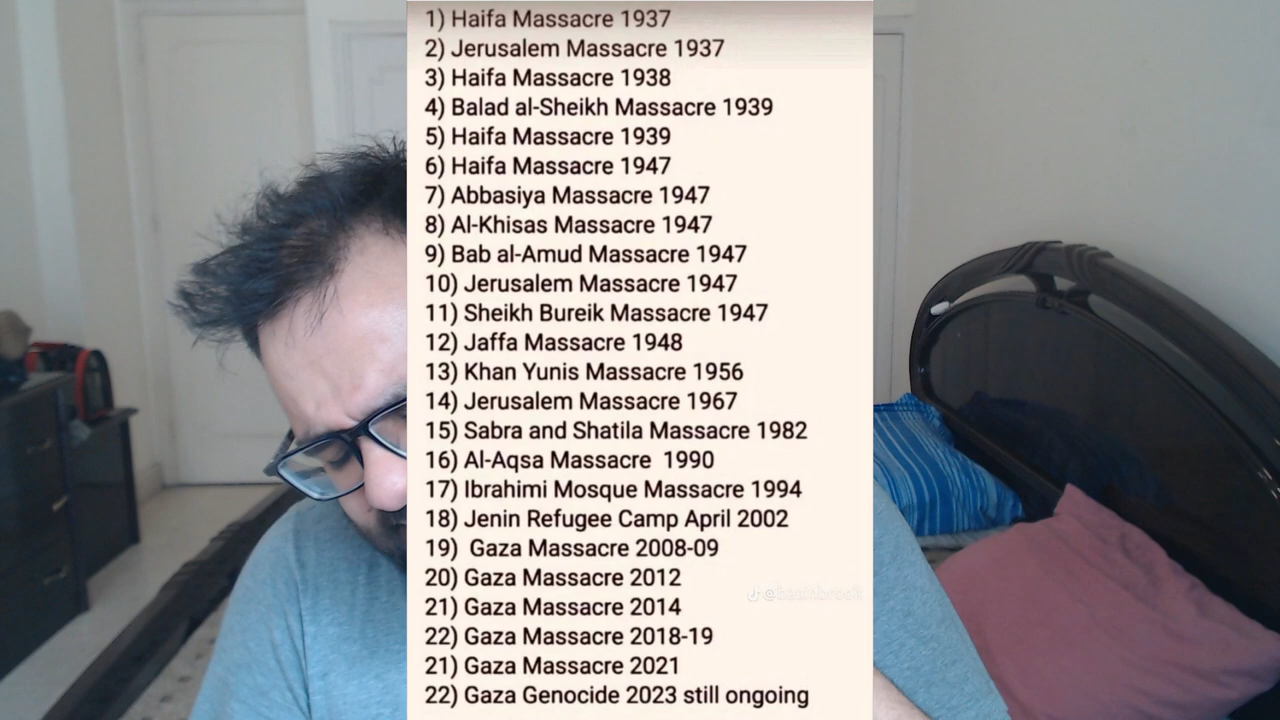 1) Haifa Massacre 1937
2) Jerusalem Massacre 1937
3) Haifa Massacre 1938
4) Balad al-Sheikh Massacre 1939
5) Haifa Massacre 1939
6) Haifa Massacre 1947
7) Abbasiya Massacre 1947
8) Al-Khisas Massacre 1947
9) Bab al-Amud Massacre 1947
10) Jerusalem Massacre 1947
11) Sheikh Bureik Massacre 1947
12) Jaffa Massacre 1948
13) Khan Yunis Massacre 1956
14) Jerusalem Massacre 1967
15) Sabra and Shatila Massacre 1982
16) Al-Aqsa Massacre  1990
17) Ibrahimi Mosque Massacre 1994
18) Jenin Refugee Camp April 2002
19)  Gaza Massacre 2008-09
20) Gaza Massacre 2012
21) Gaza Massacre 2014
22) Gaza Massacre 2018-19
21) Gaza Massacre 2021
22) Gaza Genocide 2023 still ongoing